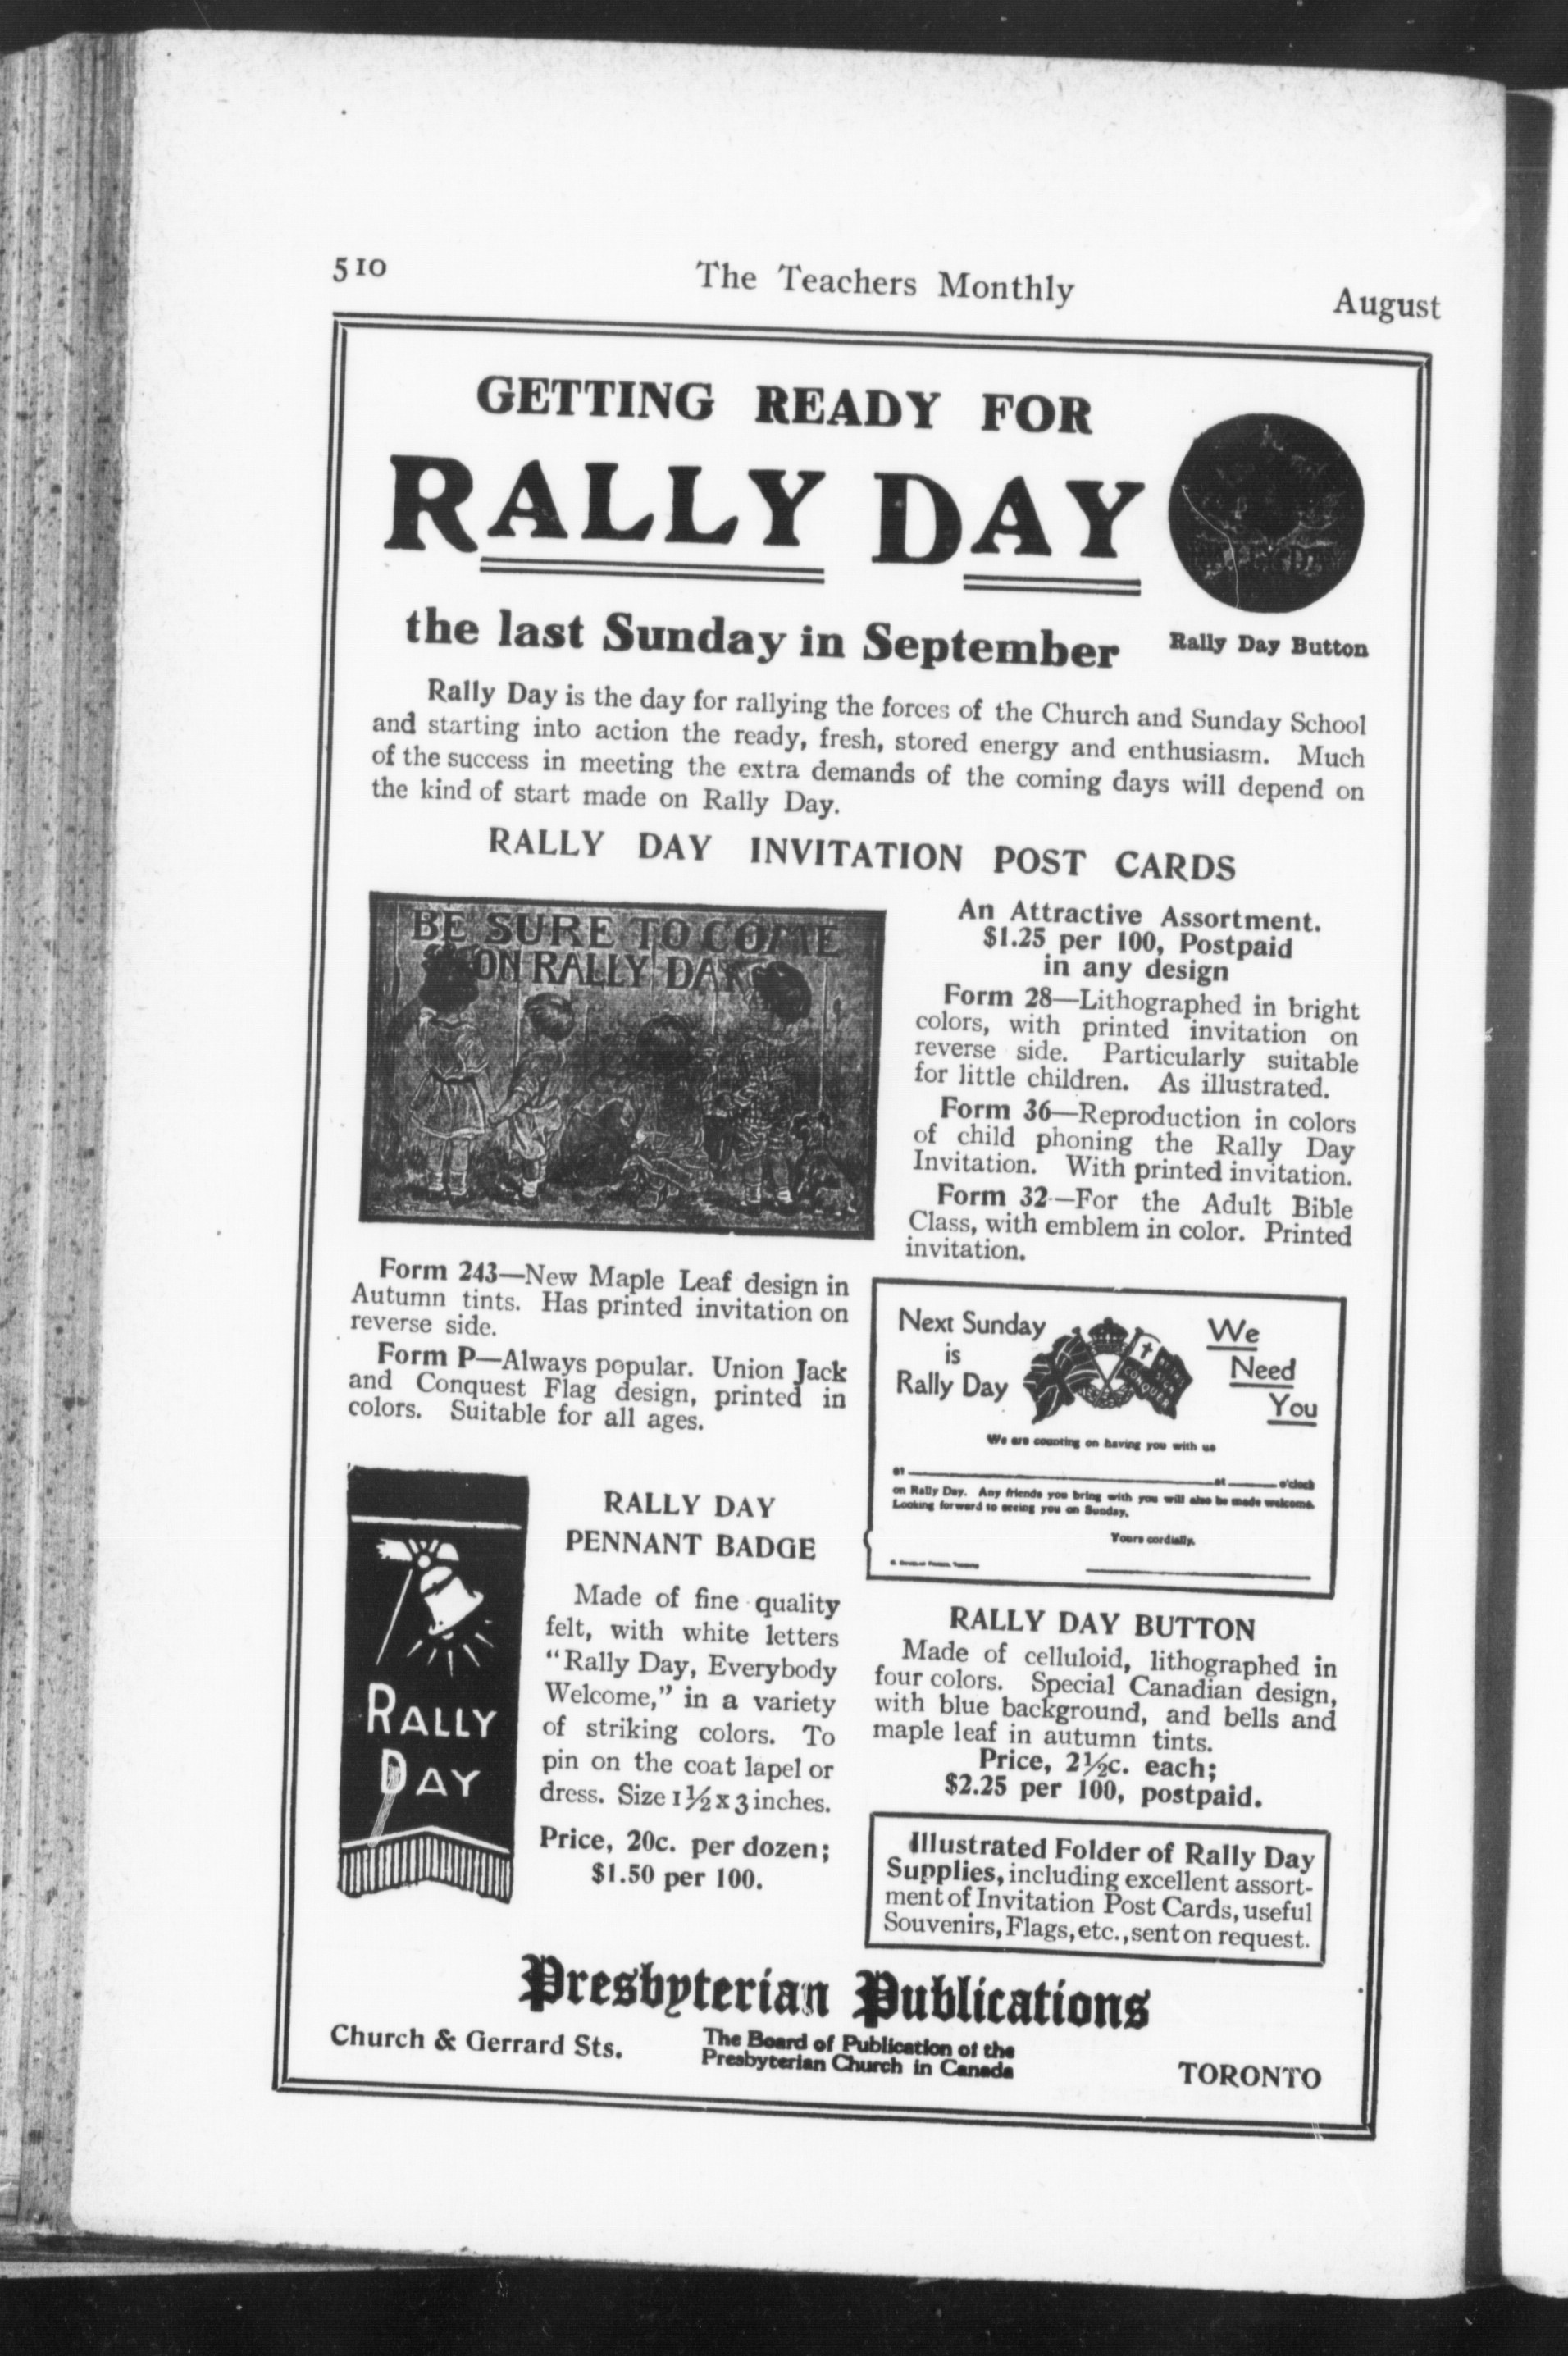 510
The Teachers Monthly
August
GETTING READY FOR
RALLY DAY
the last Sunday in September
Rally Day Button
Rally Day is the day for rallying the forces of the Church and Sunday School
and starting into action the ready, fresh, stored energy and enthusiasm. Much
of the success in meeting the extra demands of the coming days will depend on
the kind of start made on Rally Day.
RALLY DAY INVITATION POST CARDS
BE SURE TO COME
ON RALLY DAY
An Attractive Assortment.
$1.25 per 100, Postpaid
in any design
Form 28—Lithographed in bright
colors, with printed invitation on
reverse side. Particularly suitable
for little children. As illustrated.
Form 36—Reproduction in colors
of child phoning the Rally Day
Invitation. With printed invitation.
Form 32—For the Adult Bible
Class, with emblem in color. Printed
invitation.
Form 243—New Maple Leaf design in
Autumn tints. Has printed invitation on
reverse side.
Form P—Always popular. Union Jack
and Conquest Flag design, printed in
colors. Suitable for all ages.
Next Sunday
is
Rally Day
We
Need
You
We are counting on having you with us
at at o'clock
on Rally Day. Any friends you bring with you will also be made welcome.
Looking forward to seeing you on Sunday,
Yours cordially,
RALLY DAY
RALLY DAY
PENNANT BADGE
Made of fine quality
felt, with white letters
"Rally Day, Everybody
Welcome," in a variety
of striking colors. To
pin on the coat lapel or
dress. Size 1½ x 3 inches.
Price, 20c. per dozen;
$1.50 per 100.
RALLY DAY BUTTON
Made of celluloid, lithographed in
four colors. Special Canadian design,
with blue background, and bells and
maple leaf in autumn tints.
Price, 2½c. each;
$2.25 per 100, postpaid.
Illustrated Folder of Rally Day
Supplies, including excellent assort-
ment of Invitation Post Cards, useful
Souvenirs, Flags, etc., sent on request.
Presbyterian Publications
Church & Gerrard Sts.
The Board of Publication of the
Presbyterian Church in Canada
TORONTO